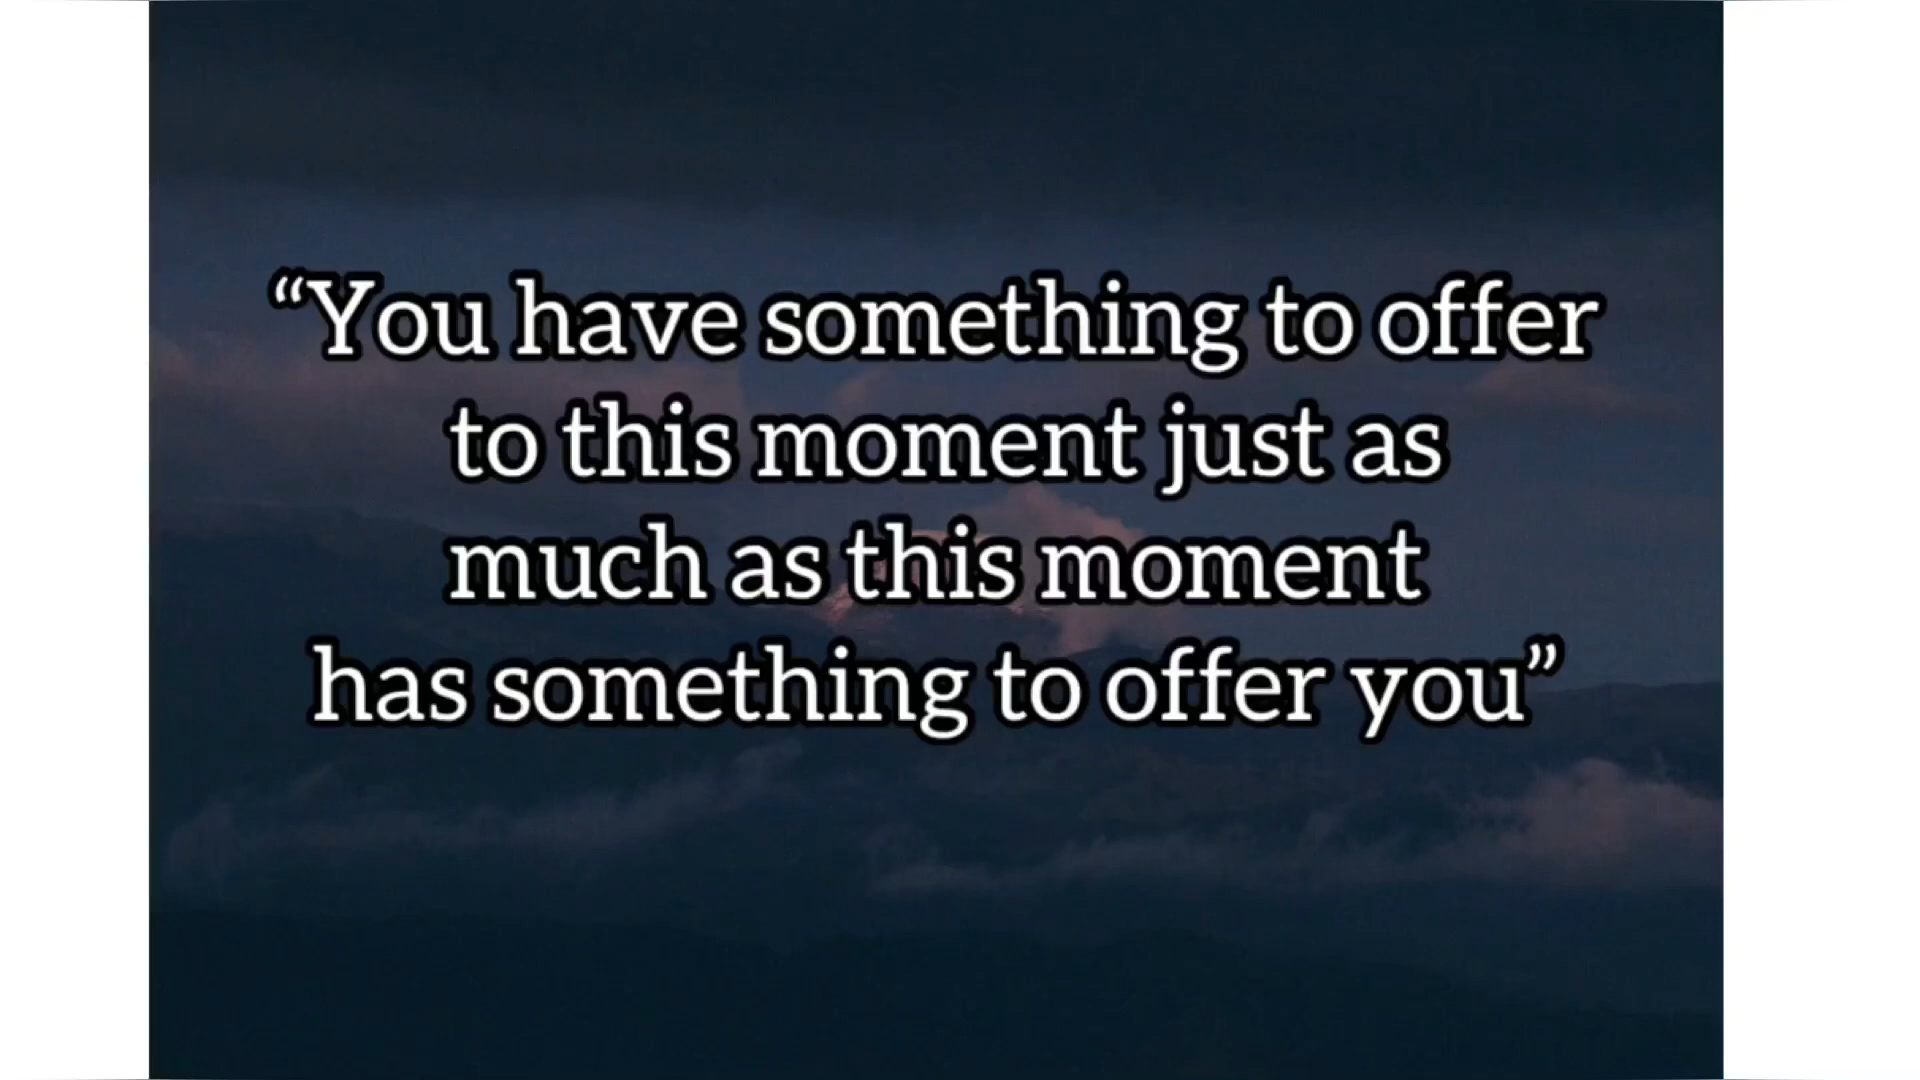 “You have something to offer
to this moment just as
much as this moment
has something to offer you”